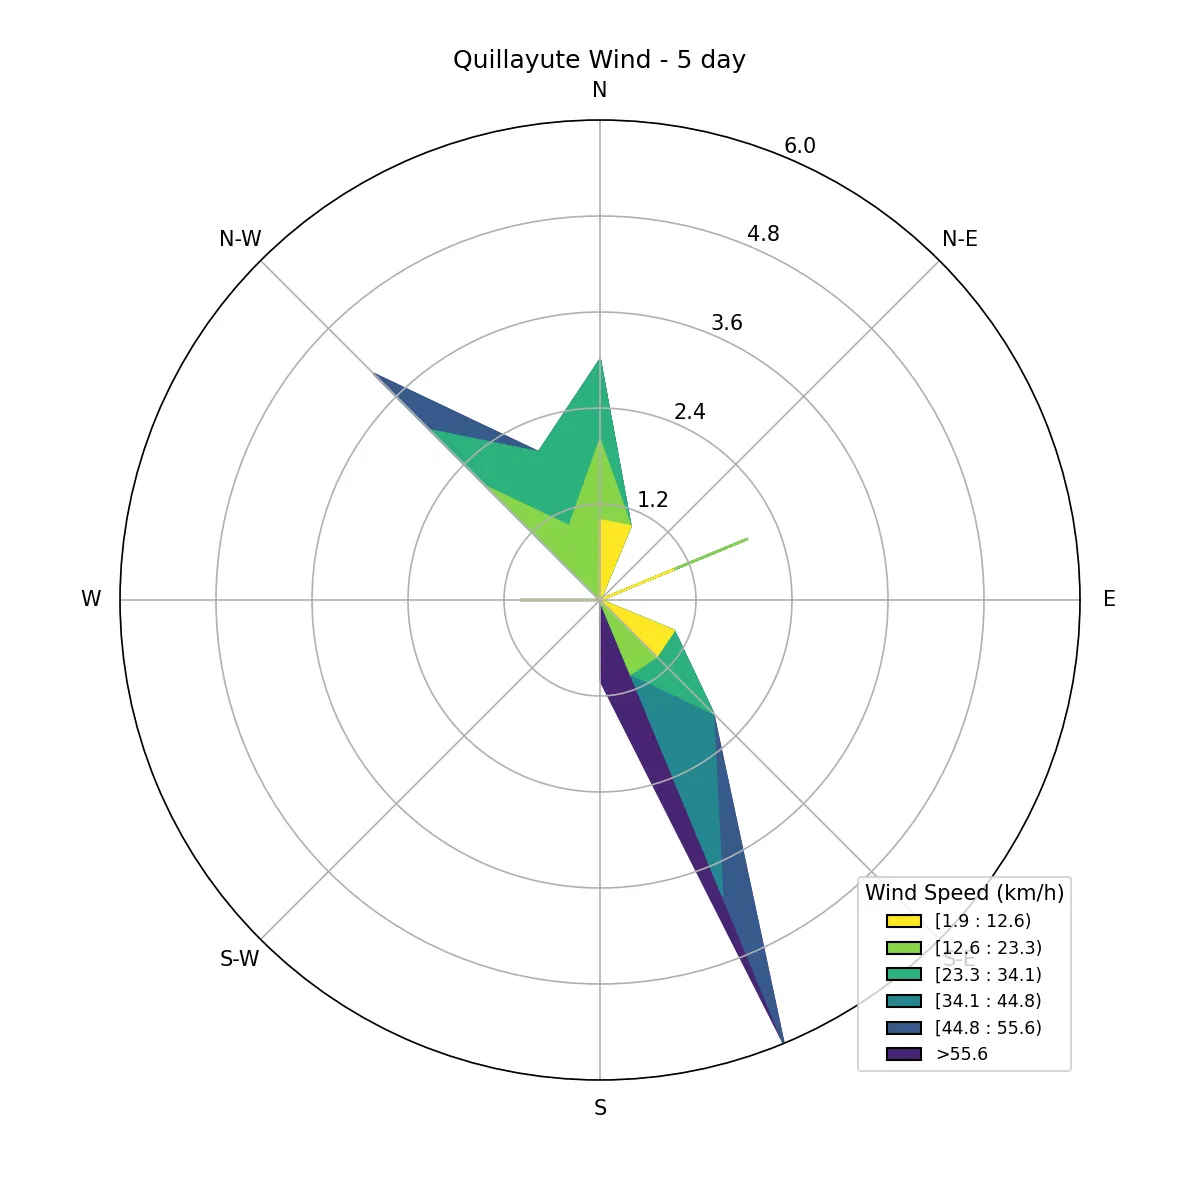 Quillayute Wind - 5 day
N
6.0
N-W
N-E
4.8
3.6
2.4
1.2
W
E
S-W
S-E
S
Wind Speed (km/h)
[1.9 : 12.6)
[12.6 : 23.3)
[23.3 : 34.1)
[34.1 : 44.8)
[44.8 : 55.6)
>55.6